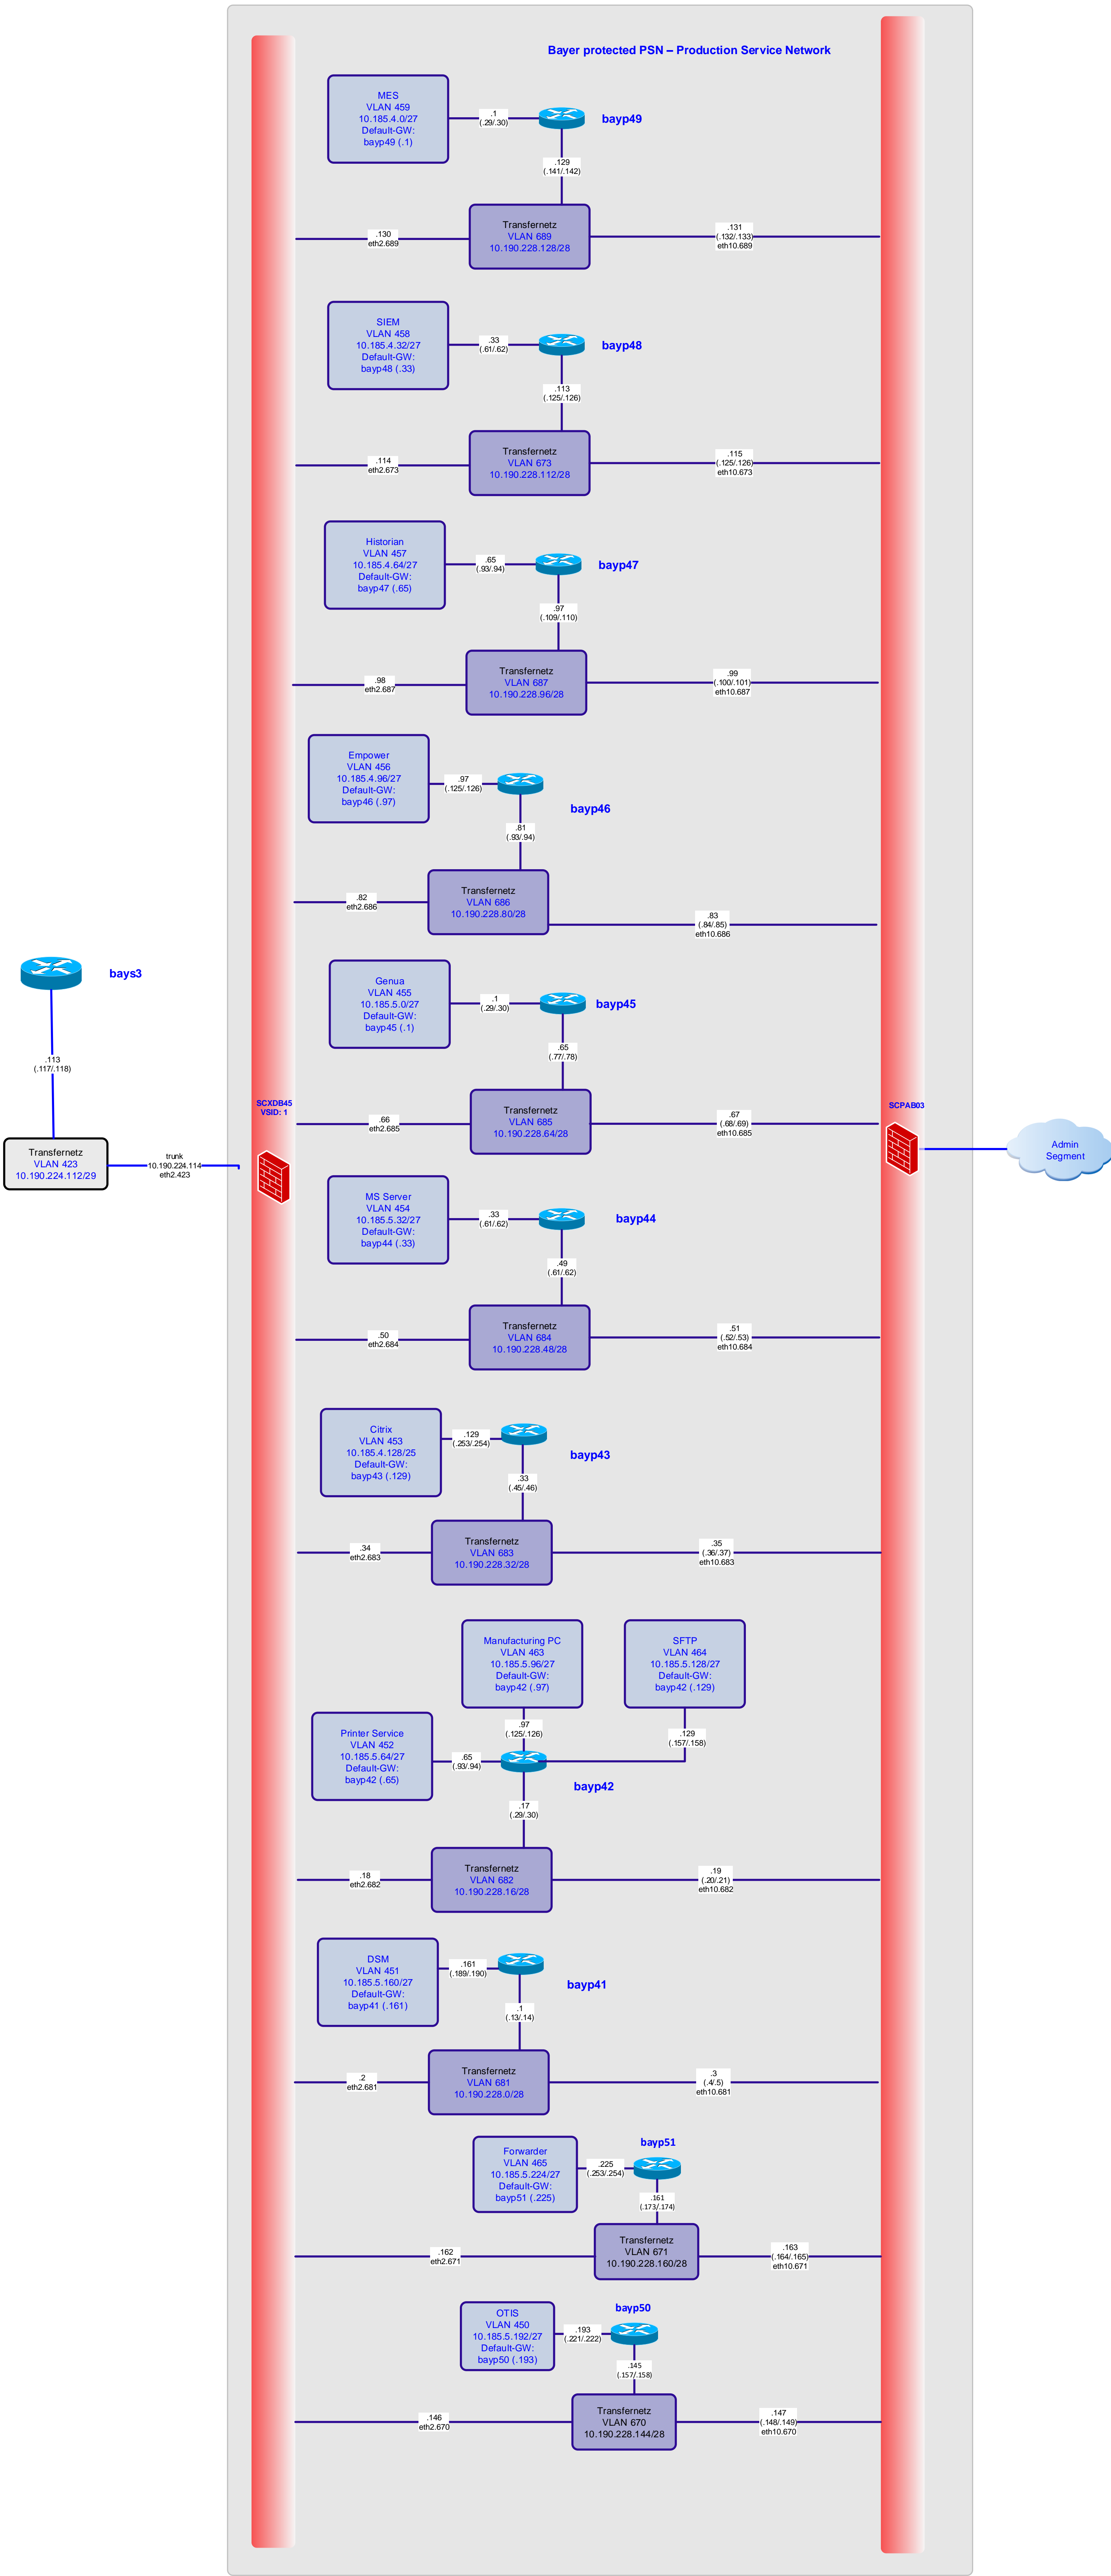 Bayer protected PSN – Production Service Network
MES
VLAN 459
10.185.4.0/27
Default-GW:
bayp49 (.1)
.1
(.29/.30)
bayp49
.129
(.141/.142)
Transfernetz
VLAN 689
10.190.228.128/28
.130
eth2.689
.131
(.132/.133)
eth10.689
SIEM
VLAN 458
10.185.4.32/27
Default-GW:
bayp48 (.33)
.33
(.61/.62)
bayp48
.113
(.125/.126)
Transfernetz
VLAN 673
10.190.228.112/28
.114
eth2.673
.115
(.125/.126)
eth10.673
Historian
VLAN 457
10.185.4.64/27
Default-GW:
bayp47 (.65)
.65
(.93/.94)
bayp47
.97
(.109/.110)
Transfernetz
VLAN 687
10.190.228.96/28
.98
eth2.687
.99
(.100/.101)
eth10.687
Empower
VLAN 456
10.185.4.96/27
Default-GW:
bayp46 (.97)
.97
(.125/.126)
bayp46
.81
(.93/.94)
Transfernetz
VLAN 686
10.190.228.80/28
.82
eth2.686
.83
(.84/.85)
eth10.686
bays3
.113
(.117/.118)
Transfernetz
VLAN 423
10.190.224.112/29
trunk
10.190.224.114
eth2.423
SCXDB45
VSID: 1
Genua
VLAN 455
10.185.5.0/27
Default-GW:
bayp45 (.1)
.1
(.29/.30)
bayp45
.65
(.77/.78)
Transfernetz
VLAN 685
10.190.228.64/28
.66
eth2.685
.67
(.68/.69)
eth10.685
SCPAB03
Admin
Segment
MS Server
VLAN 454
10.185.5.32/27
Default-GW:
bayp44 (.33)
.33
(.61/.62)
bayp44
.49
(.61/.62)
Transfernetz
VLAN 684
10.190.228.48/28
.50
eth2.684
.51
(.52/.53)
eth10.684
Citrix
VLAN 453
10.185.4.128/25
Default-GW:
bayp43 (.129)
.129
(.253/.254)
bayp43
.33
(.45/.46)
Transfernetz
VLAN 683
10.190.228.32/28
.34
eth2.683
.35
(.36/.37)
eth10.683
Manufacturing PC
VLAN 463
10.185.5.96/27
Default-GW:
bayp42 (.97)
SFTP
VLAN 464
10.185.5.128/27
Default-GW:
bayp42 (.129)
.97
(.125/.126)
.129
(.157/.158)
Printer Service
VLAN 452
10.185.5.64/27
Default-GW:
bayp42 (.65)
.65
(.93/.94)
bayp42
.17
(.29/.30)
Transfernetz
VLAN 682
10.190.228.16/28
.18
eth2.682
.19
(.20/.21)
eth10.682
DSM
VLAN 451
10.185.5.160/27
Default-GW:
bayp41 (.161)
.161
(.189/.190)
bayp41
.1
(.13/.14)
Transfernetz
VLAN 681
10.190.228.0/28
.2
eth2.681
.3
(.4/.5)
eth10.681
Forwarder
VLAN 465
10.185.5.224/27
Default-GW:
bayp51 (.225)
.225
(.253/.254)
bayp51
.161
(.173/.174)
Transfernetz
VLAN 671
10.190.228.160/28
.162
eth2.671
.163
(.164/.165)
eth10.671
OTIS
VLAN 450
10.185.5.192/27
Default-GW:
bayp50 (.193)
.193
(.221/.222)
bayp50
.145
(.157/.158)
Transfernetz
VLAN 670
10.190.228.144/28
.146
eth2.670
.147
(.148/.149)
eth10.670